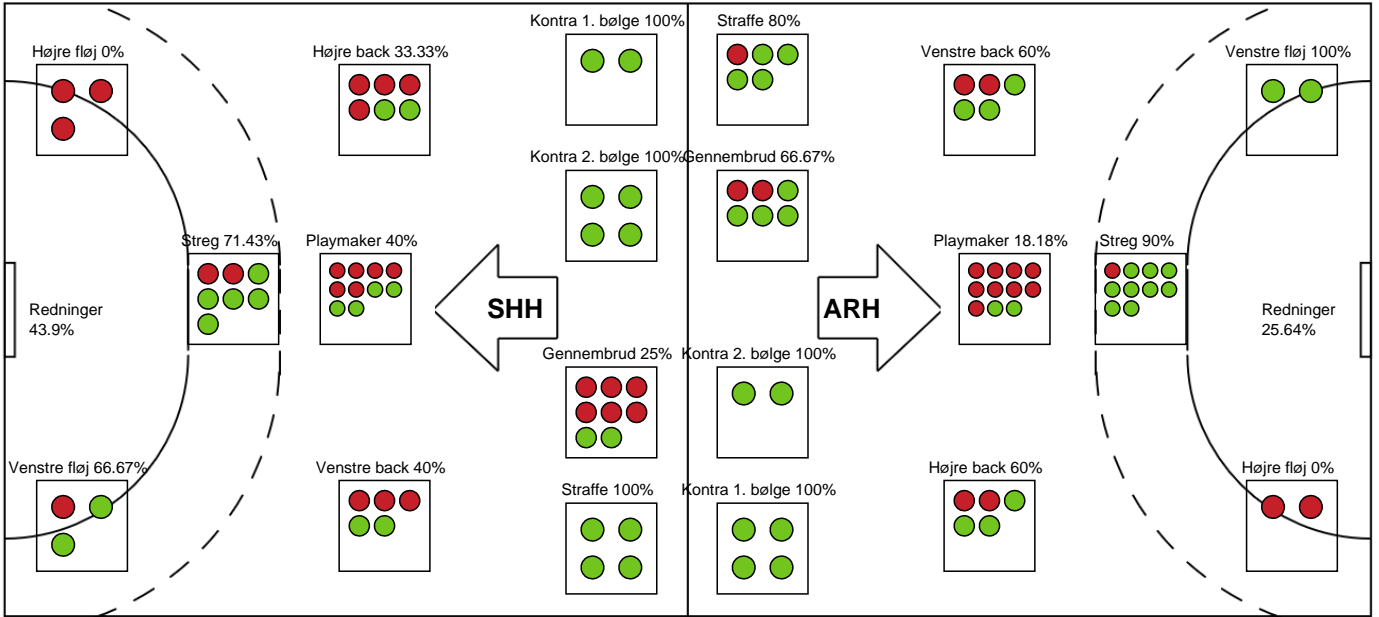 Kontra 1. bølge 100%
Straffe 80%
Højre fløj 0%
Højre back 33.33%
Venstre back 60%
Venstre fløj 100%
Kontra 2. bølge 100%
Gennembrud 66.67%
Streg 71.43%
Playmaker 40%
Playmaker 18.18%
Streg 90%
Redninger
43.9%
SHH
ARH
Redninger
25.64%
Gennembrud 25%
Kontra 2. bølge 100%
Venstre fløj 66.67%
Venstre back 40%
Straffe 100%
Kontra 1. bølge 100%
Højre back 60%
Højre fløj 0%